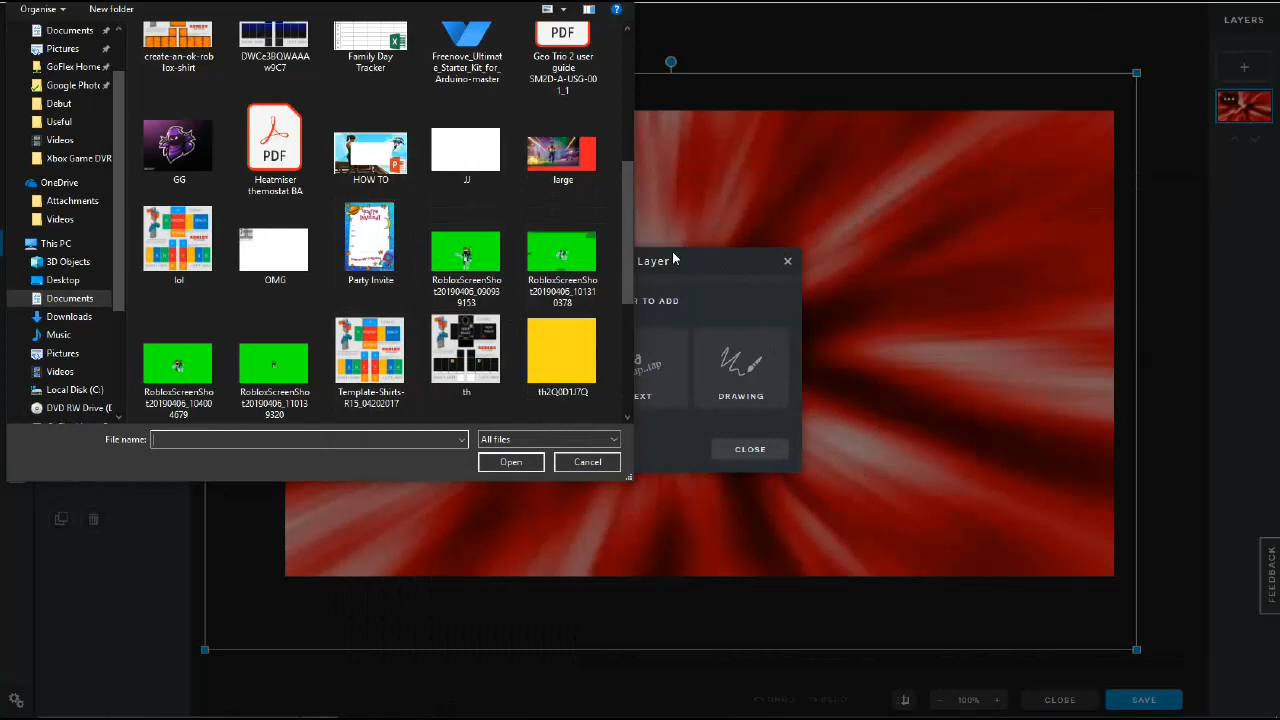 Organise
New folder
LAYERS
Documents
Pictures
GoFlex Home
Google Photo
Debut
Useful
Videos
Xbox Game DVR
OneDrive
Attachments
Videos
This PC
3D Objects
Desktop
Documents
Downloads
Music
Pictures
Videos
Local Disk (C:)
DVD RW Drive (E
create-an-ok-rob
lox-shirt
DWCe3BQWAAA
w9C7
Family Day
Tracker
Freenove_Ultimat
e_Starter_Kit_for_
Arduino-master
PDF
Geo Trio 2 user
guide
SM2D-A-USG-00
1_1
GG
PDF
Heatmiser
themostat BA
HOW TO
JJ
large
lol
OMG
Party Invite
RobloxScreenSho
t20190406_09093
9153
RobloxScreenSho
t20190406_10131
0378
RobloxScreenSho
t20190406_10400
4679
RobloxScreenSho
t20190406_11013
9320
Template-Shirts-
R15_04202017
th
th2Q0D1J7Q
File name:
All files
Open
Cancel
Layer
R TO ADD
EXT
DRAWING
CLOSE
FEEDBACK
UNDO
REDO
100%
CLOSE
SAVE